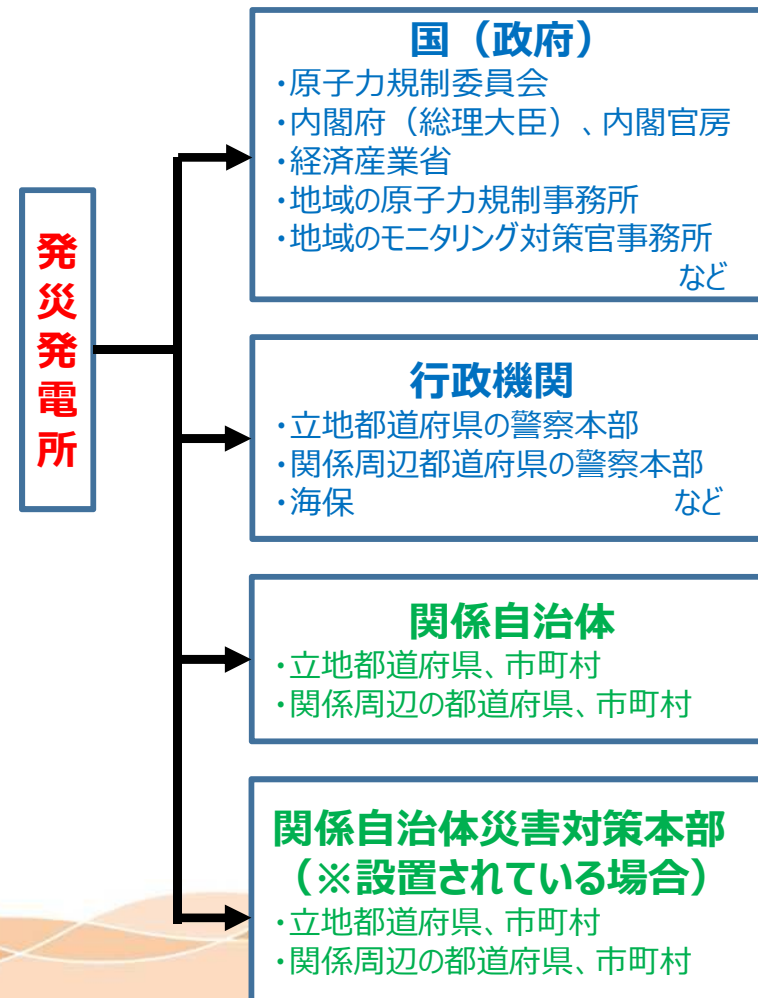 発災発電所
国（政府）
・原子力規制委員会
・内閣府（総理大臣）、内閣官房
・経済産業省
・地域の原子力規制事務所
・地域のモニタリング対策官事務所
など
行政機関
・立地都道府県の警察本部
・関係周辺都道府県の警察本部
・海保 など
関係自治体
・立地都道府県、市町村
・関係周辺の都道府県、市町村
関係自治体災害対策本部
（※設置されている場合）
・立地都道府県、市町村
・関係周辺の都道府県、市町村